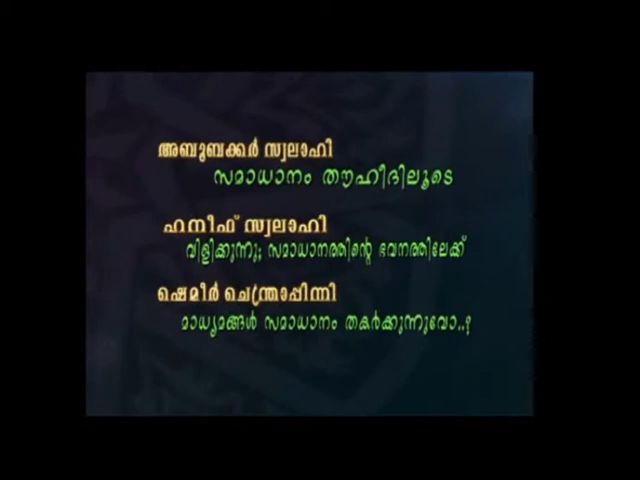 അബൂബക്കർ സ്വലാഹി
സമാധാനം തൗഹീദിലൂടെ
ഹനീഫ് സ്വലാഹി
വിളിക്കുന്നു; സമാധാനത്തിന്റെ ഭവനത്തിലേക്ക്
ഷെമീർ ചെന്ത്രാപ്പിന്നി
മാധ്യമങ്ങൾ സമാധാനം തകർക്കുന്നുവോ..?